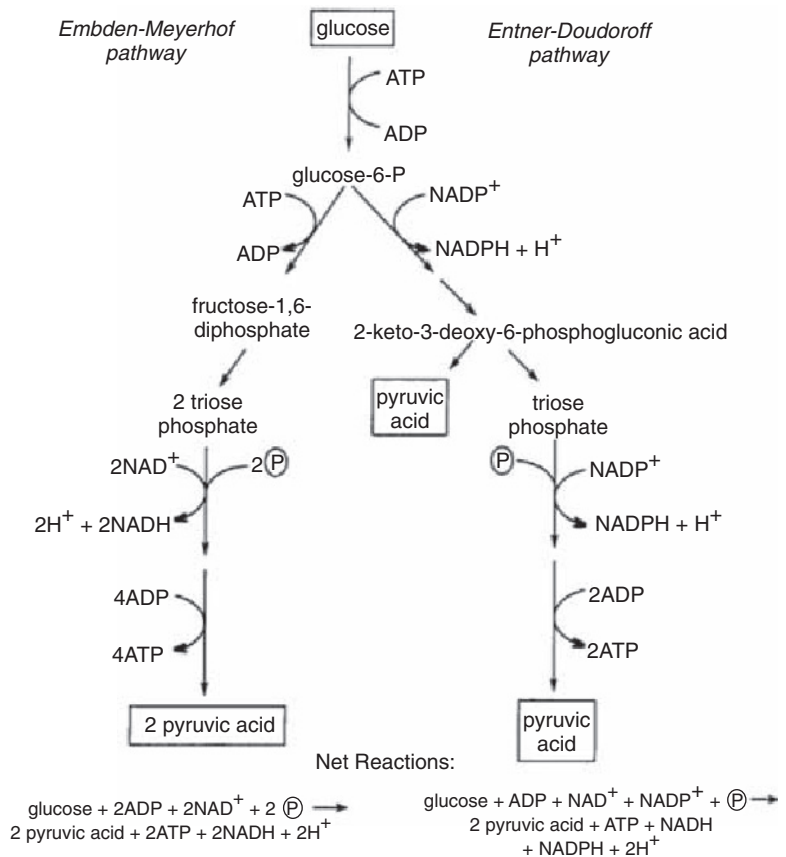 Embden-Meyerhof
pathway
glucose
Entner-Doudoroff
pathway
ATP
ADP
glucose-6-P
ATP
ADP
NADP+
NADPH + H+
fructose-1,6-
diphosphate
2-keto-3-deoxy-6-phosphogluconic acid
2 triose
phosphate
pyruvic
acid
triose
phosphate
2NAD+
2 P
2H+ + 2NADH
P
NADP+
NADPH + H+
4ADP
4ATP
2ADP
2ATP
2 pyruvic acid
pyruvic
acid
Net Reactions:
glucose + 2ADP + 2NAD+ + 2 P →
2 pyruvic acid + 2ATP + 2NADH + 2H+
glucose + ADP + NAD+ + NADP+ + P →
2 pyruvic acid + ATP + NADH
+ NADPH + 2H+